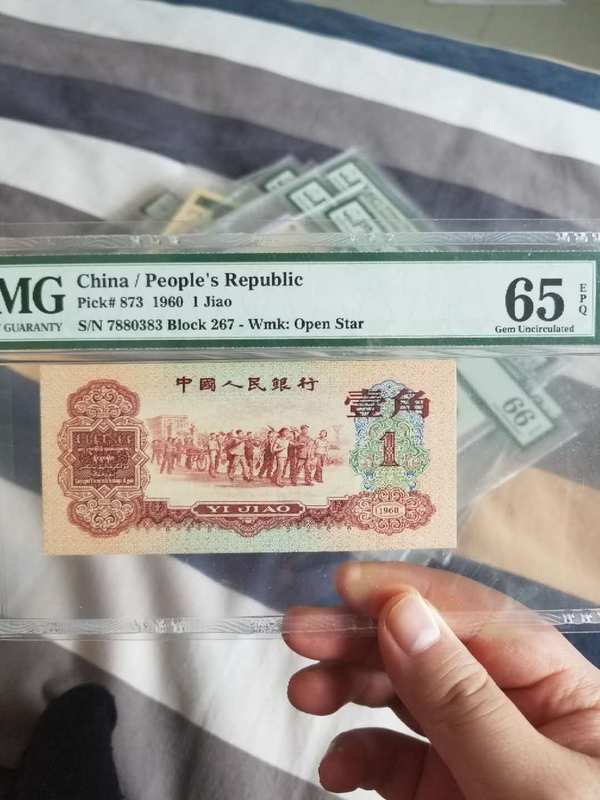 MG
GUARANTY
China / People's Republic
Pick# 873 1960 1 Jiao
S/N 7880383 Block 267 - Wmk: Open Star
65
EPQ
Gem Uncirculated
66
中國人民銀行
壹角
1
YI JIAO
1960